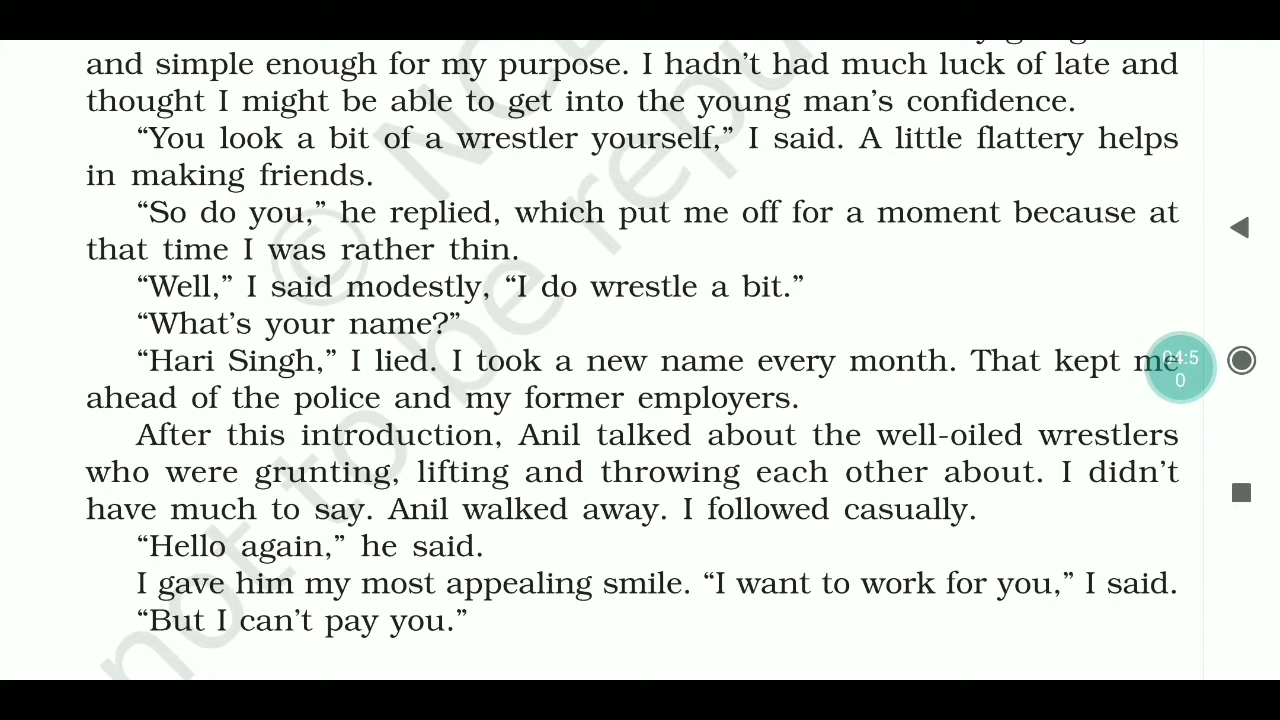 and simple enough for my purpose. I hadn’t had much luck of late and
thought I might be able to get into the young man’s confidence.
“You look a bit of a wrestler yourself,” I said. A little flattery helps
in making friends.
“So do you,” he replied, which put me off for a moment because at
that time I was rather thin.
“Well,” I said modestly, “I do wrestle a bit.”
“What’s your name?”
“Hari Singh,” I lied. I took a new name every month. That kept me
ahead of the police and my former employers.
After this introduction, Anil talked about the well-oiled wrestlers
who were grunting, lifting and throwing each other about. I didn’t
have much to say. Anil walked away. I followed casually.
“Hello again,” he said.
I gave him my most appealing smile. “I want to work for you,” I said.
“But I can’t pay you.”
04:5
0
©
not to be